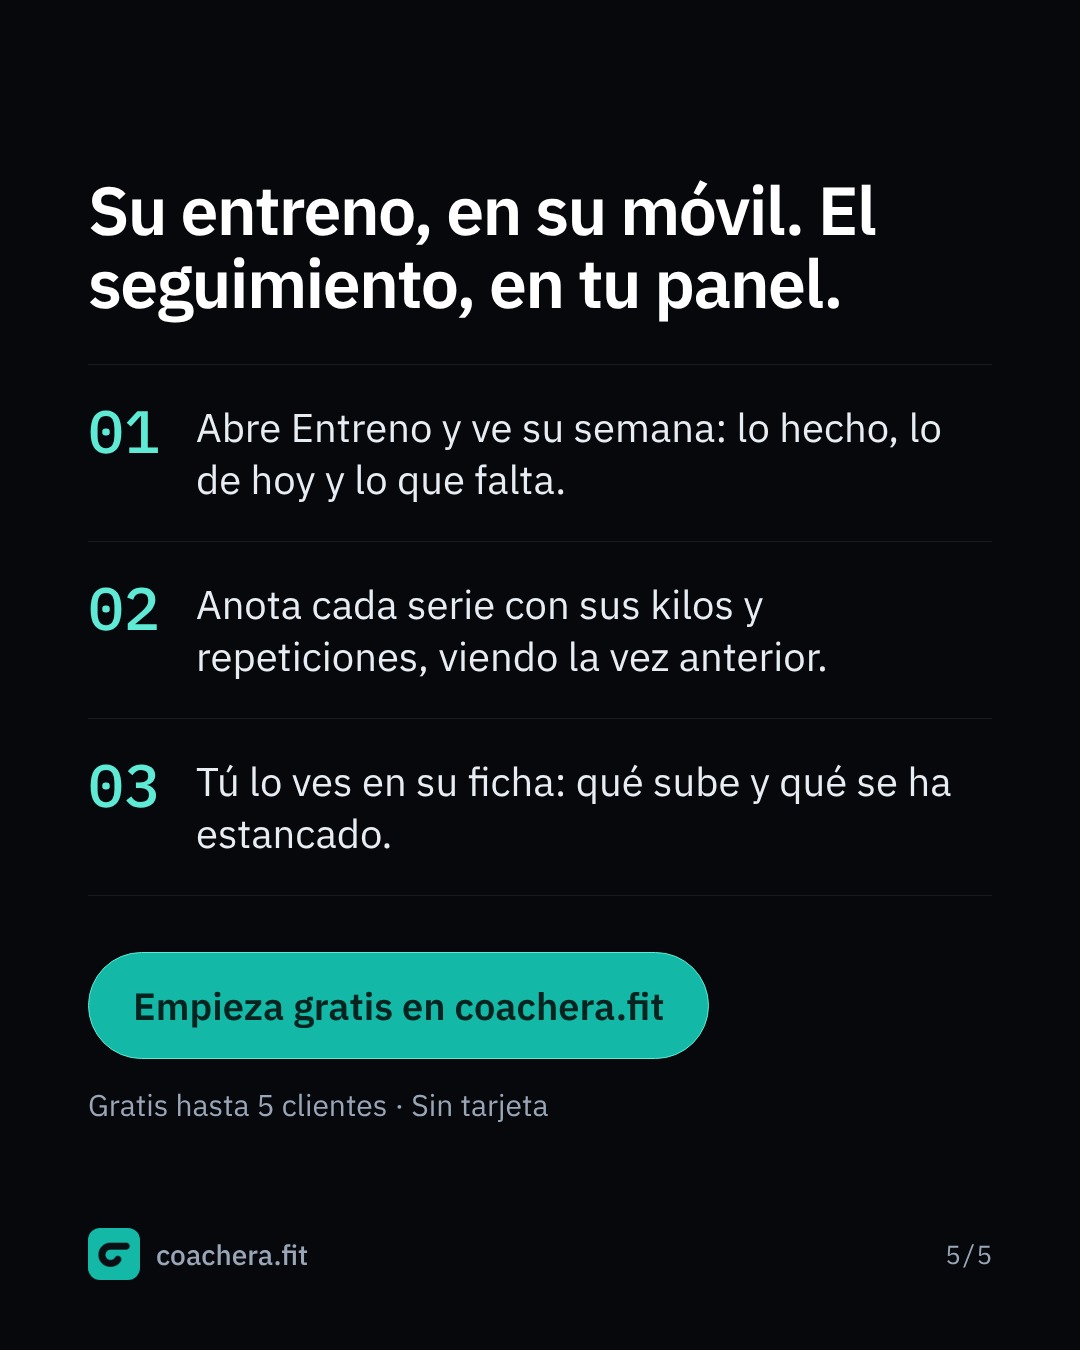 Su entreno, en su móvil. El
seguimiento, en tu panel.
01
Abre Entreno y ve su semana: lo hecho, lo
de hoy y lo que falta.
02
Anota cada serie con sus kilos y
repeticiones, viendo la vez anterior.
03
Tú lo ves en su ficha: qué sube y qué se ha
estancado.
Empieza gratis en coachera.fit
Gratis hasta 5 clientes · Sin tarjeta
coachera.fit
5/5